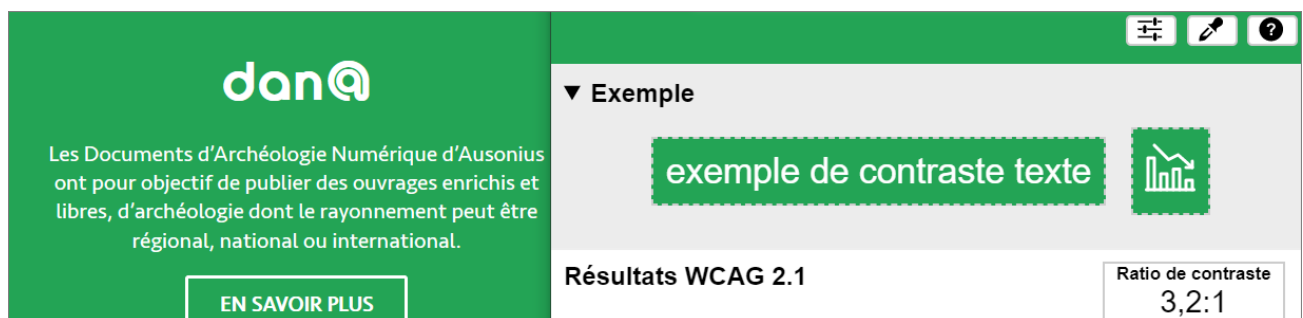 dan@
Les Documents d’Archéologie Numérique d’Ausonius
ont pour objectif de publier des ouvrages enrichis et
libres, d’archéologie dont le rayonnement peut être
régional, national ou international.
EN SAVOIR PLUS
?
▼ Exemple
exemple de contraste texte
Résultats WCAG 2.1
Ratio de contraste
3,2:1